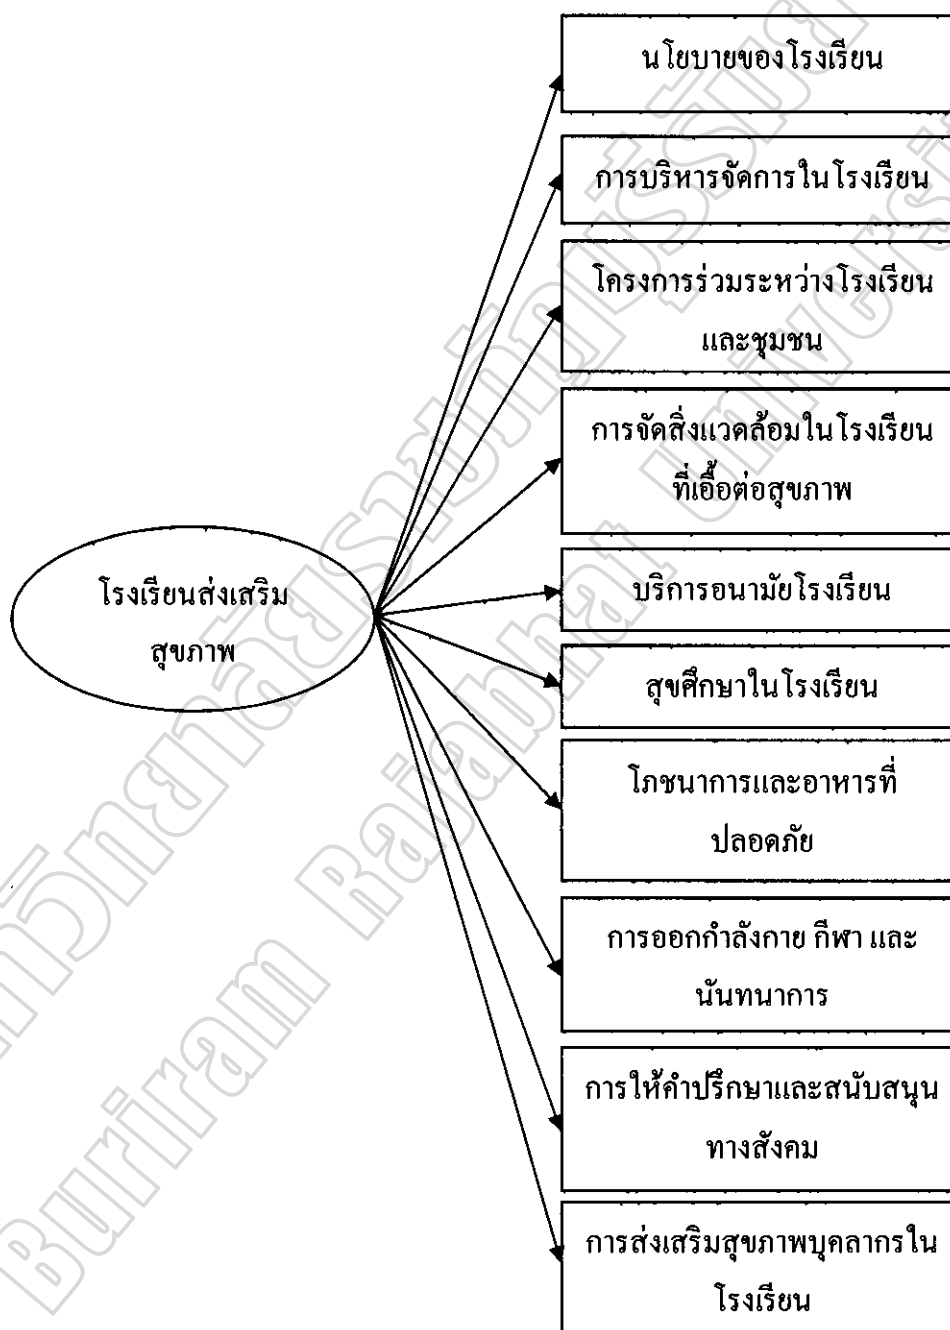 นโยบายของโรงเรียน
การบริหารจัดการในโรงเรียน
โครงการร่วมระหว่างโรงเรียน
และชุมชน
การจัดสิ่งแวดล้อมในโรงเรียน
ที่เอื้อต่อสุขภาพ
โรงเรียนส่งเสริม
สุขภาพ
บริการอนามัยโรงเรียน
สุขศึกษาในโรงเรียน
โภชนาการและอาหารที่
ปลอดภัย
การออกกำลังกาย กีฬา และ
นันทนาการ
การให้คำปรึกษาและสนับสนุน
ทางสังคม
การส่งเสริมสุขภาพบุคลากรใน
โรงเรียน
Buriram Rajabhat Universi